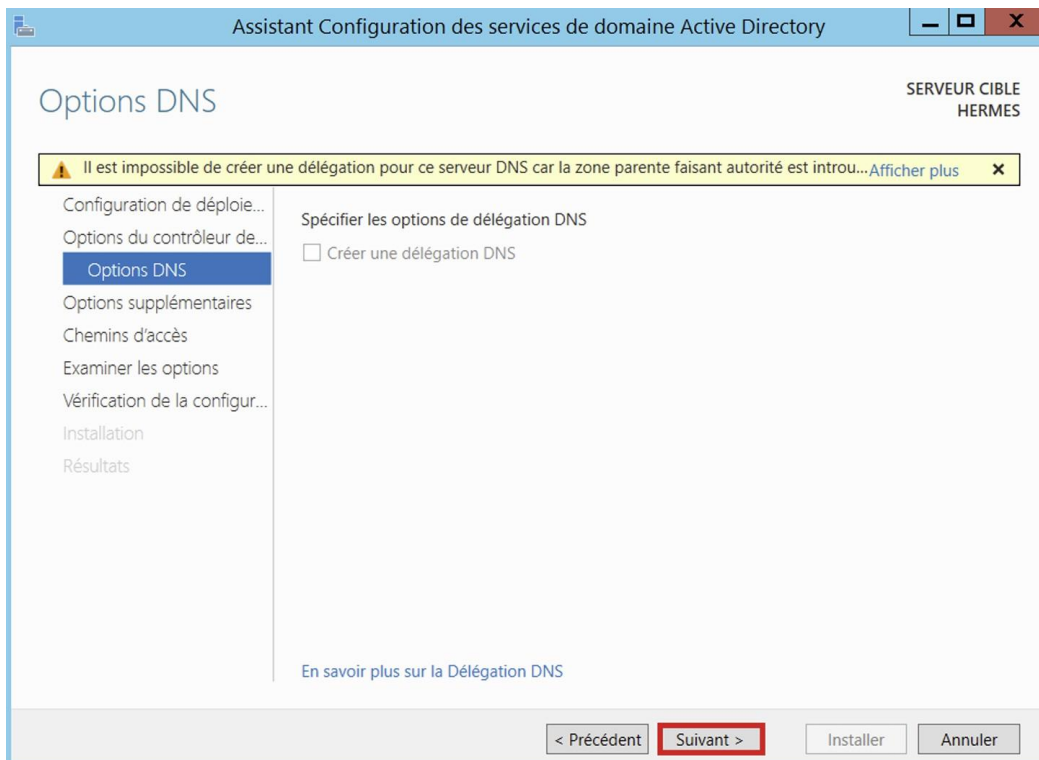 Assistant Configuration des services de domaine Active Directory
Options DNS
SERVEUR CIBLE
HERMES
Il est impossible de créer une délégation pour ce serveur DNS car la zone parente faisant autorité est introu... Afficher plus
Configuration de déploie...
Options du contrôleur de...
Options DNS
Options supplémentaires
Chemins d'accès
Examiner les options
Vérification de la configur...
Installation
Résultats
Spécifier les options de délégation DNS
Créer une délégation DNS
En savoir plus sur la Délégation DNS
< Précédent
Suivant >
Installer
Annuler